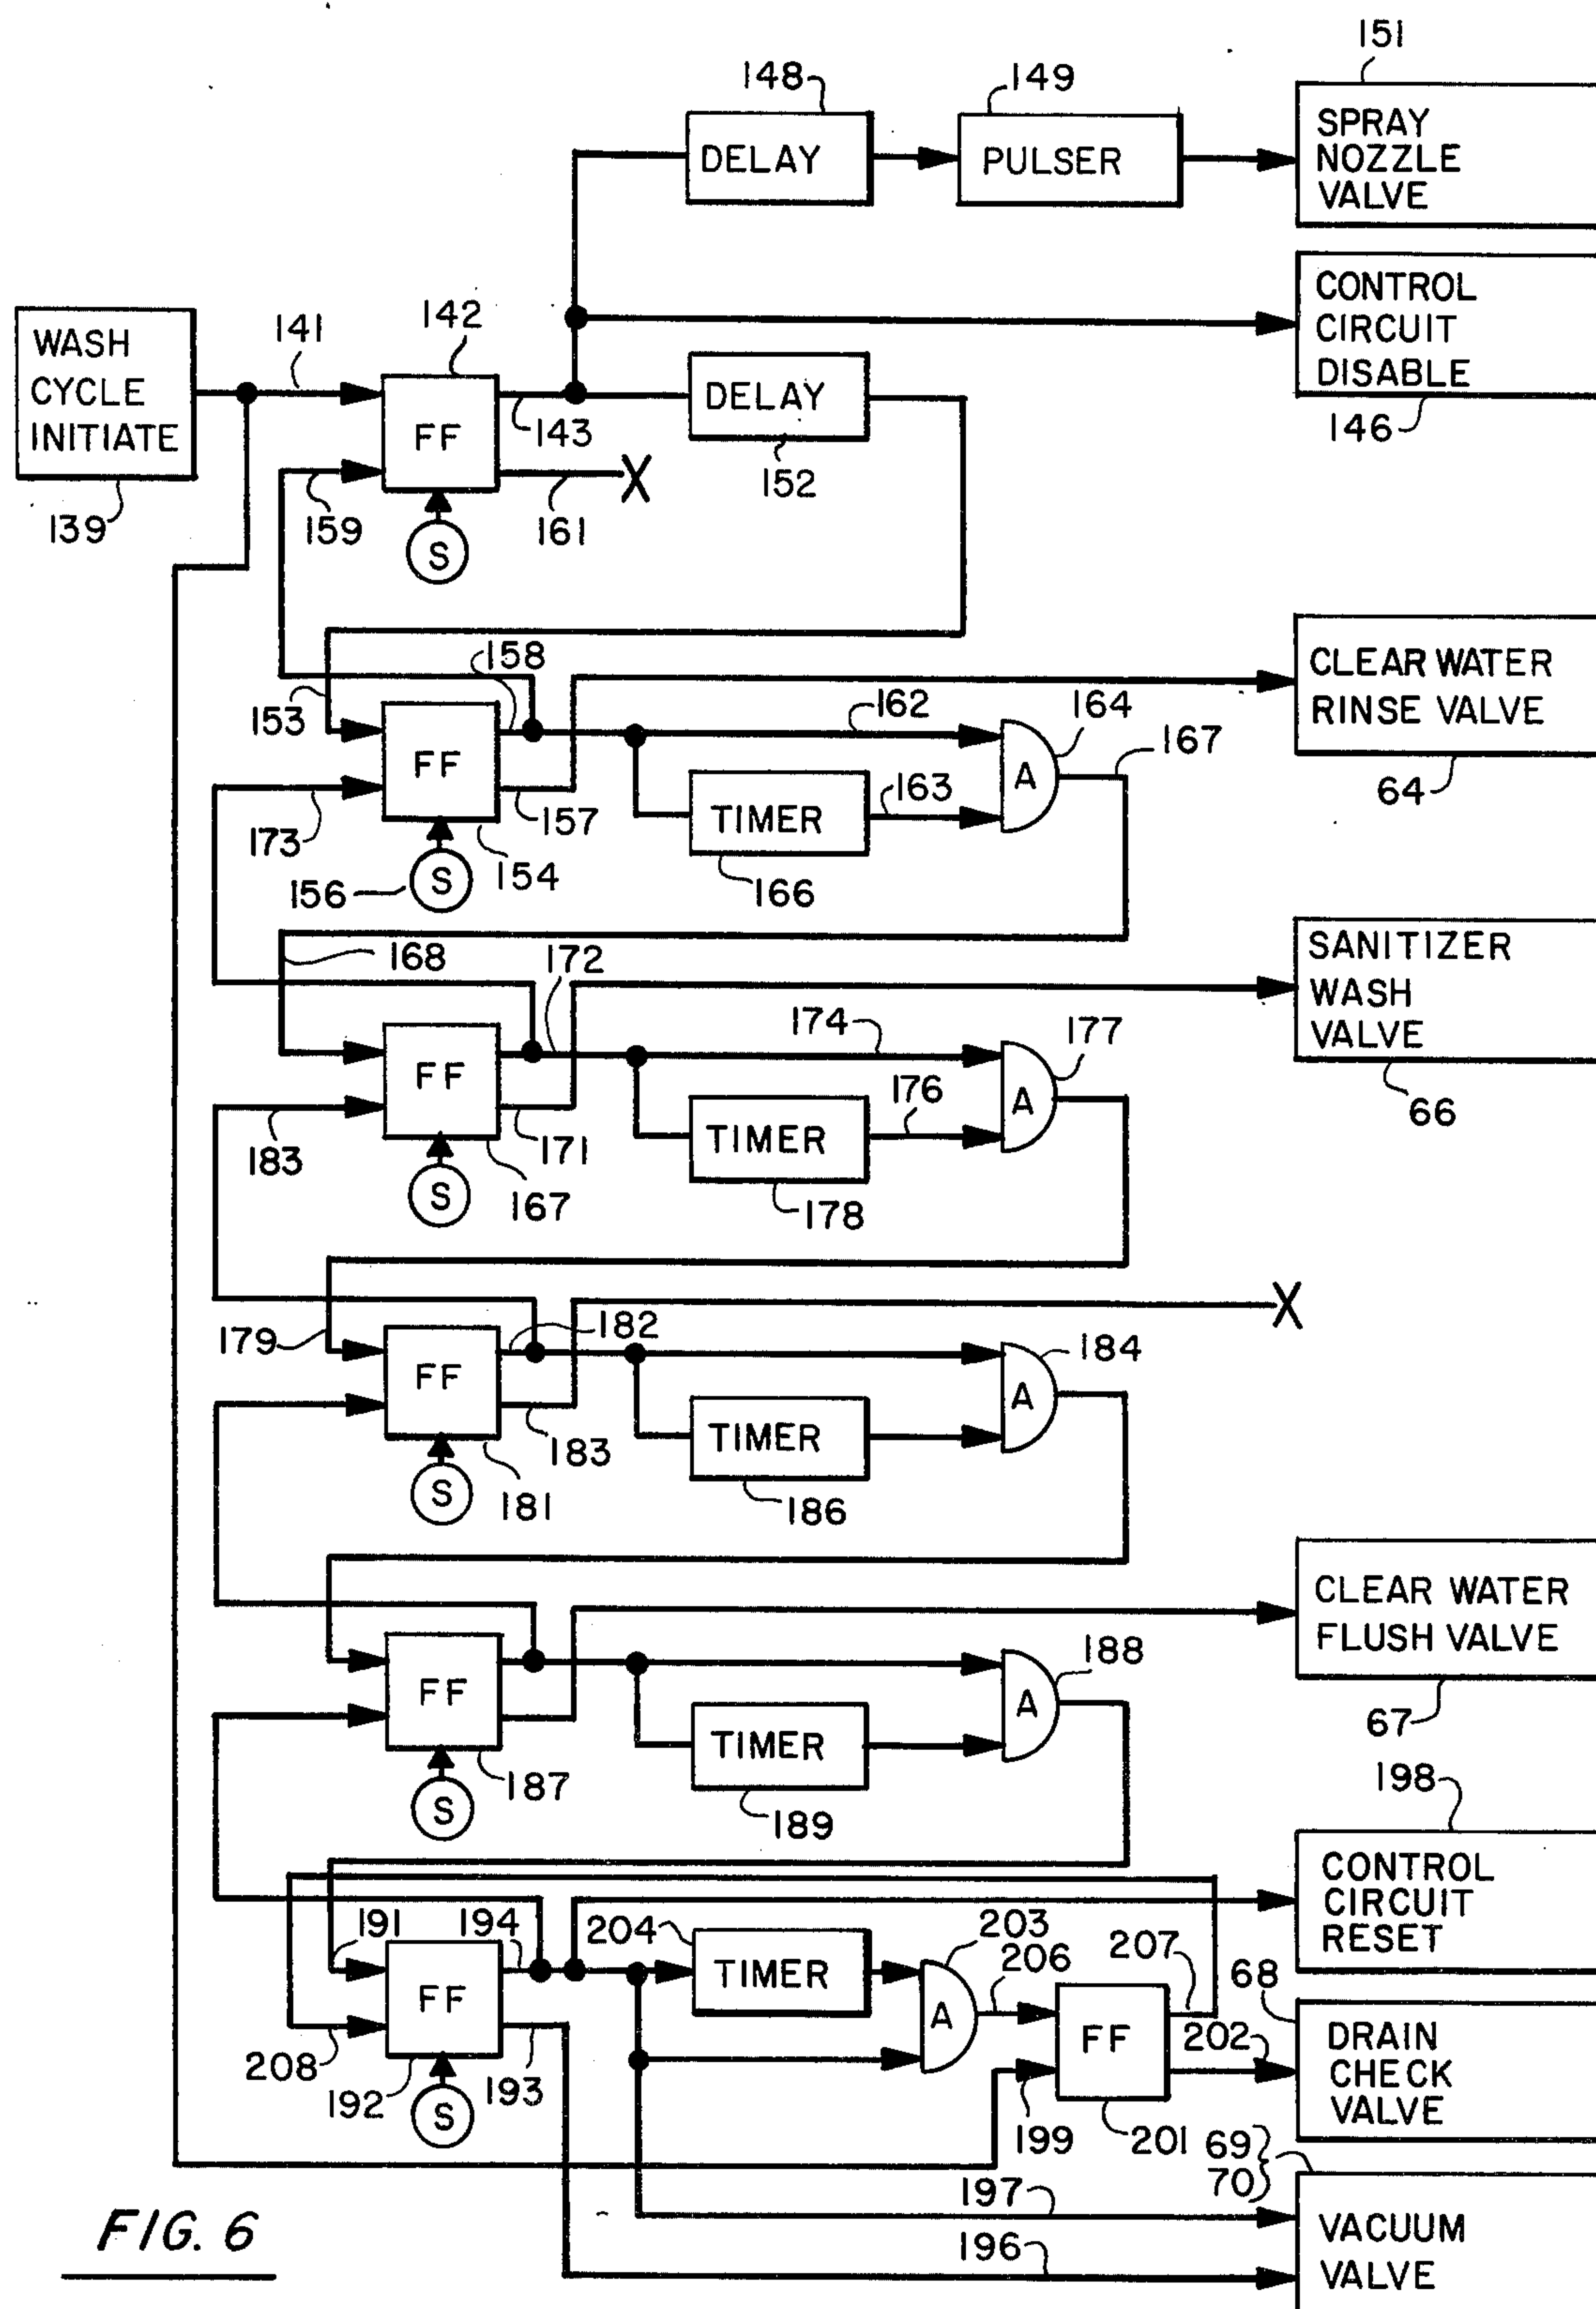 151
148
149
DELAY
PULSER
SPRAY
NOZZLE
VALVE
CONTROL
CIRCUIT
DISABLE
146
WASH
CYCLE
INITIATE
139
141
142
FF
143
DELAY
152
159
S
161
X
158
153
FF
157
162
164
167
TIMER
163
A
CLEAR WATER
RINSE VALVE
64
173
156
S
154
166
168
172
SANITIZER
WASH
VALVE
66
174
177
FF
A
TIMER
176
183
171
S
167
178
X
179
182
184
FF
A
TIMER
183
S
181
186
CLEAR WATER
FLUSH VALVE
67
188
FF
A
TIMER
S
187
189
198
CONTROL
CIRCUIT
RESET
191
194
204
203
206
207
TIMER
FF
A
FF
68
202
DRAIN
CHECK
VALVE
208
192
193
S
199
201
69
70
197
196
VACUUM
VALVE
FIG. 6